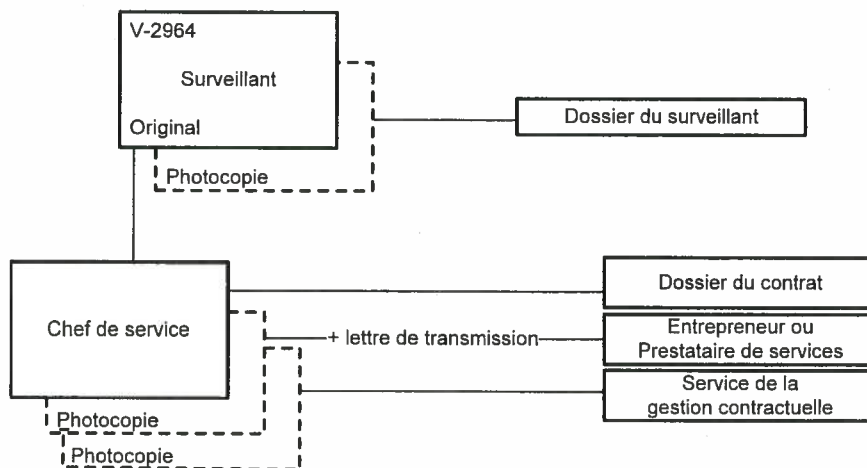 V-2964
Surveillant
Original
Dossier du surveillant
Photocopie
Chef de service
Dossier du contrat
+ lettre de transmission
Entrepreneur ou
Prestataire de services
Service de la
gestion contractuelle
Photocopie
Photocopie